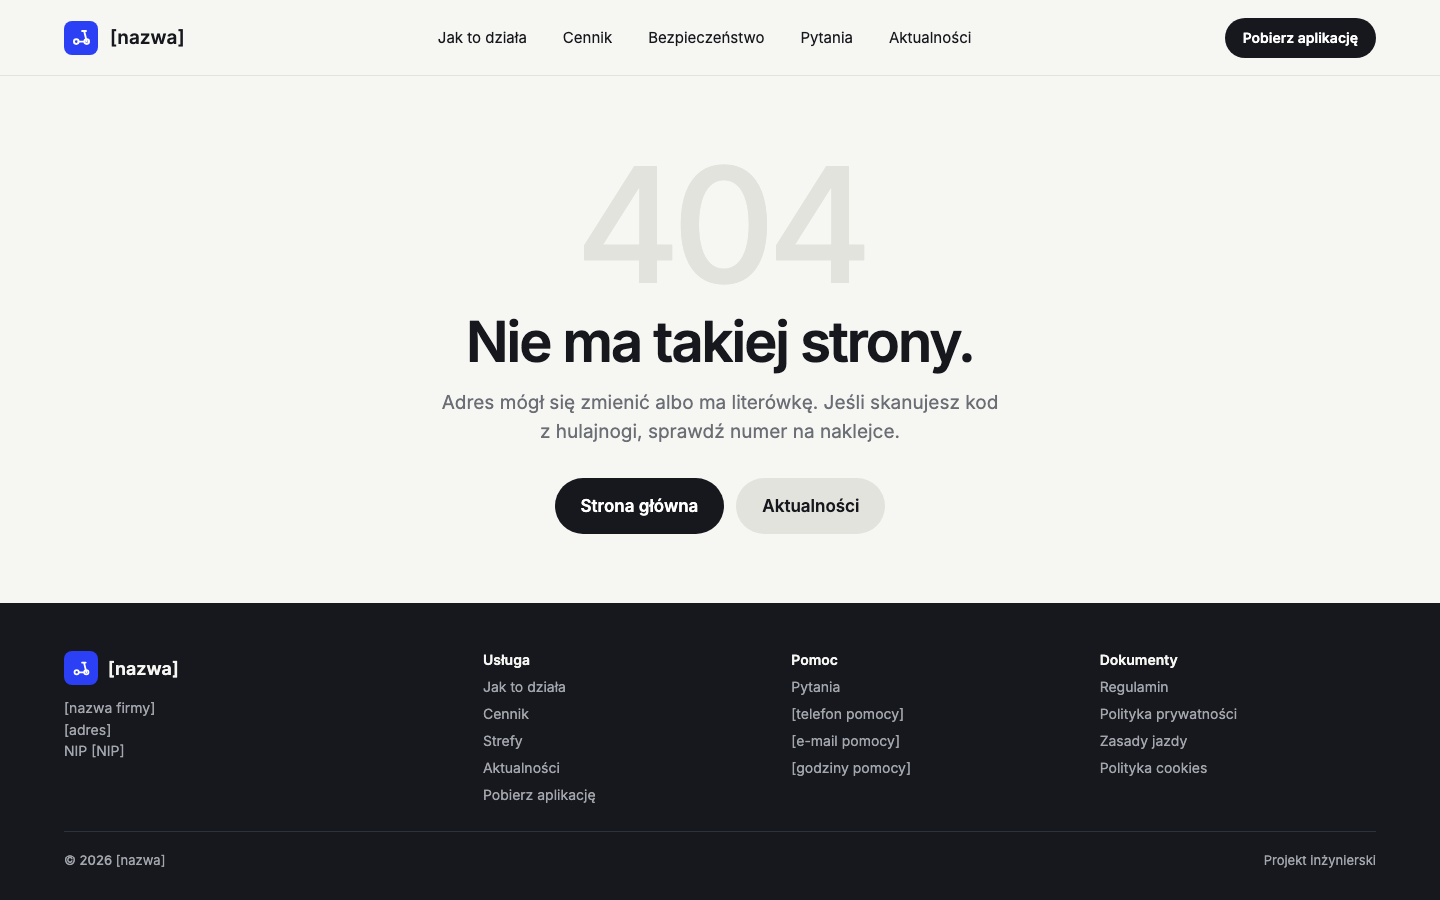 [nazwa]
Jak to działa
Cennik
Bezpieczeństwo
Pytania
Aktualności
Pobierz aplikację
404
Nie ma takiej strony.
Adres mógł się zmienić albo ma literówkę. Jeśli skanujesz kod
z hulajnogi, sprawdź numer na naklejce.
Strona główna
Aktualności
[nazwa]
[nazwa firmy]
[adres]
NIP [NIP]
Usługa
Jak to działa
Cennik
Strefy
Aktualności
Pobierz aplikację
Pomoc
Pytania
[telefon pomocy]
[e-mail pomocy]
[godziny pomocy]
Dokumenty
Regulamin
Polityka prywatności
Zasady jazdy
Polityka cookies
© 2026 [nazwa]
Projekt inżynierski